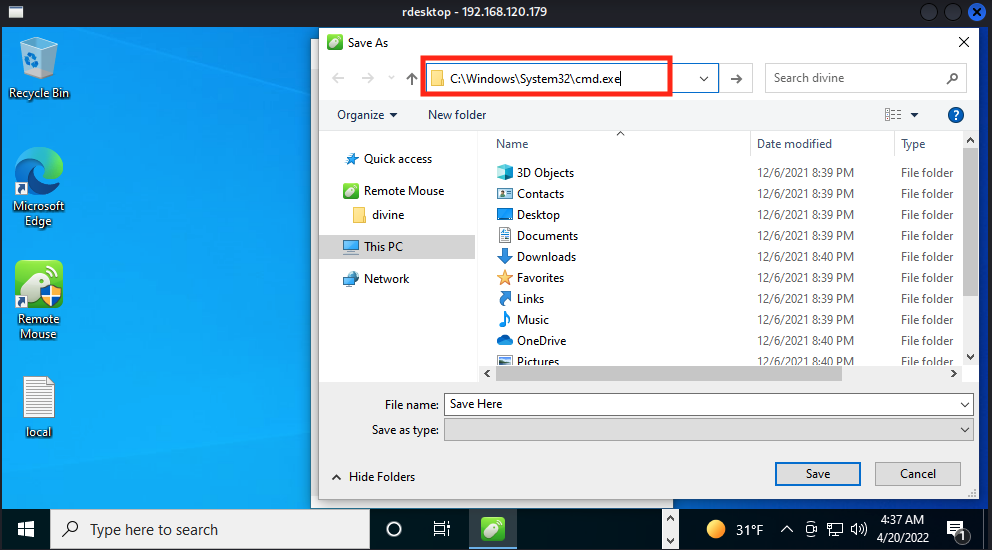 rdesktop - 192.168.120.179
Recycle Bin
Microsoft
Edge
Remote
Mouse
local
Save As
C:\Windows\System32\cmd.exe
Search divine
Organize
New folder
?
Name
Date modified
Type
Quick access
Remote Mouse
divine
This PC
Network
3D Objects 12/6/2021 8:39 PM File folder
Contacts 12/6/2021 8:39 PM File folder
Desktop 12/6/2021 8:39 PM File folder
Documents 12/6/2021 8:39 PM File folder
Downloads 12/6/2021 8:40 PM File folder
Favorites 12/6/2021 8:39 PM File folder
Links 12/6/2021 8:39 PM File folder
Music 12/6/2021 8:39 PM File folder
OneDrive 12/6/2021 8:40 PM File folder
Pictures 12/6/2021 8:40 PM File folder
File name: Save Here
Save as type:
Hide Folders
Save
Cancel
Type here to search
31°F
4:37 AM
4/20/2022
1